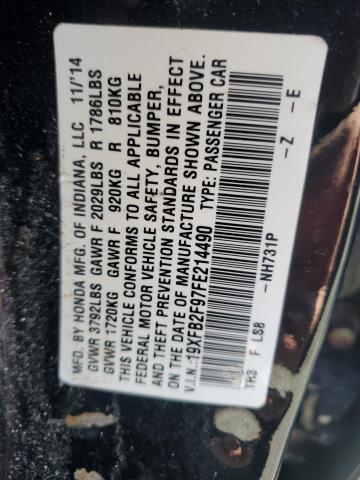 MFD. BY HONDA MFG. OF INDIANA, LLC 11/'14
GVWR 3792LBS GAWR F 2029LBS R 1786LBS
GVWR 1720KG GAWR F 920KG R 810KG
THIS VEHICLE CONFORMS TO ALL APPLICABLE
FEDERAL MOTOR VEHICLE SAFETY, BUMPER,
AND THEFT PREVENTION STANDARDS IN EFFECT
ON THE DATE OF MANUFACTURE SHOWN ABOVE.
V.I.N.:19XFB2F97FE214490 TYPE: PASSENGER CAR
TR3 F LS8 -NH731P -Z -E